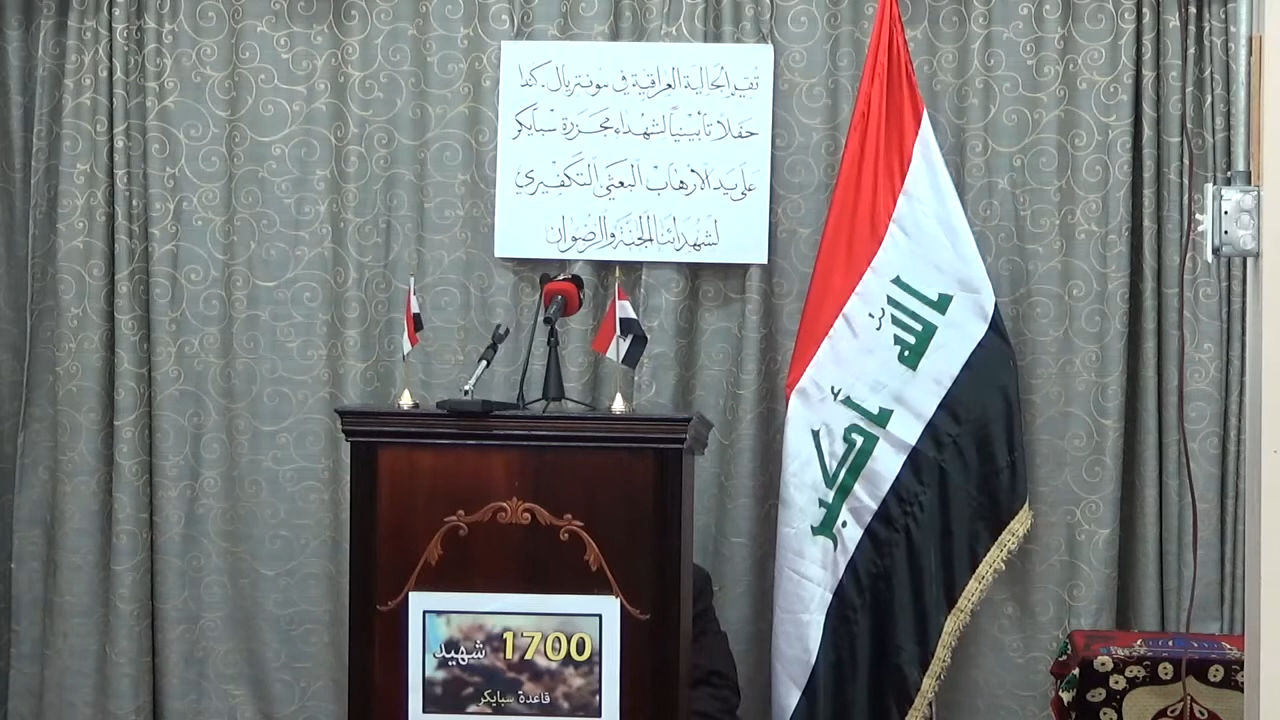 تقيم الجالية العراقية في مونتريال. كندا
حفلاً تأبينياً لشهداء مجزرة سبايكر
على يد الارهاب البعثي التكفيري
لشهدائنا الجنة والرضوان
الله أكبر
1700 شهيد
قاعدة سبايكر